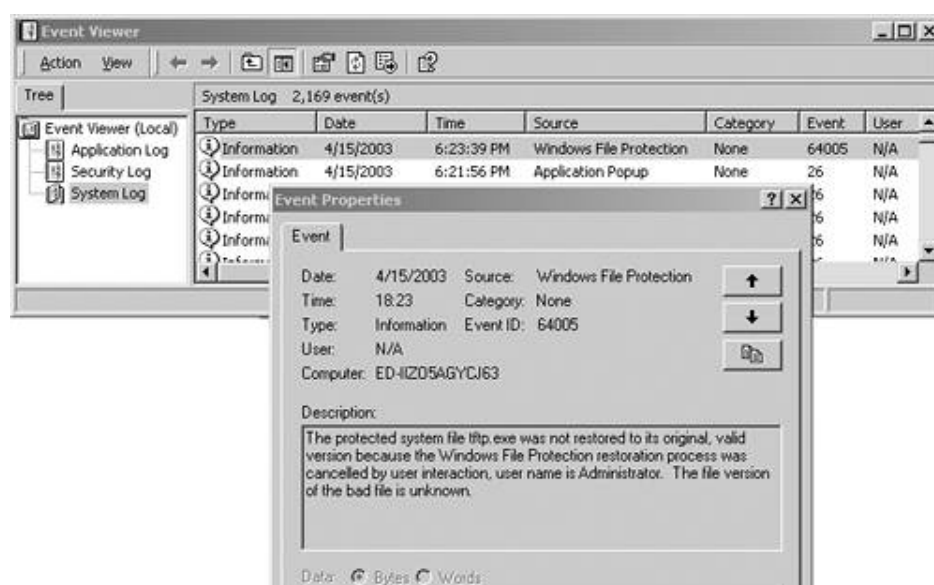 Event Viewer
Action View
Tree
System Log 2,169 event(s)
Event Viewer (Local)
Application Log
Security Log
System Log
Type Date Time Source Category Event User
Information 4/15/2003 6:23:39 PM Windows File Protection None 64005 N/A
Information 4/15/2003 6:21:56 PM Application Popup None 26 N/A
Informa 26 N/A
Informa 26 N/A
Informa 26 N/A
Event Properties
Event
Date: 4/15/2003 Source: Windows File Protection
Time: 18:23 Category: None
Type: Information Event ID: 64005
User: N/A
Computer: ED-IIZO5AGYCJ63
Description:
The protected system file tftp.exe was not restored to its original, valid
version because the Windows File Protection restoration process was
cancelled by user interaction, user name is Administrator. The file version
of the bad file is unknown.
Data: Bytes Words